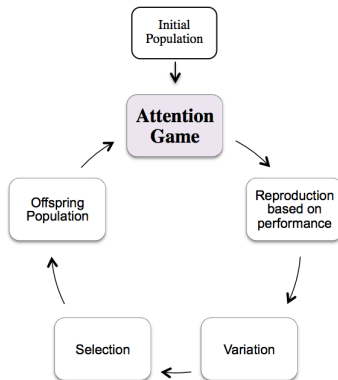 Initial
Population
Attention
Game
Reproduction
based on
performance
Variation
Selection
Offspring
Population